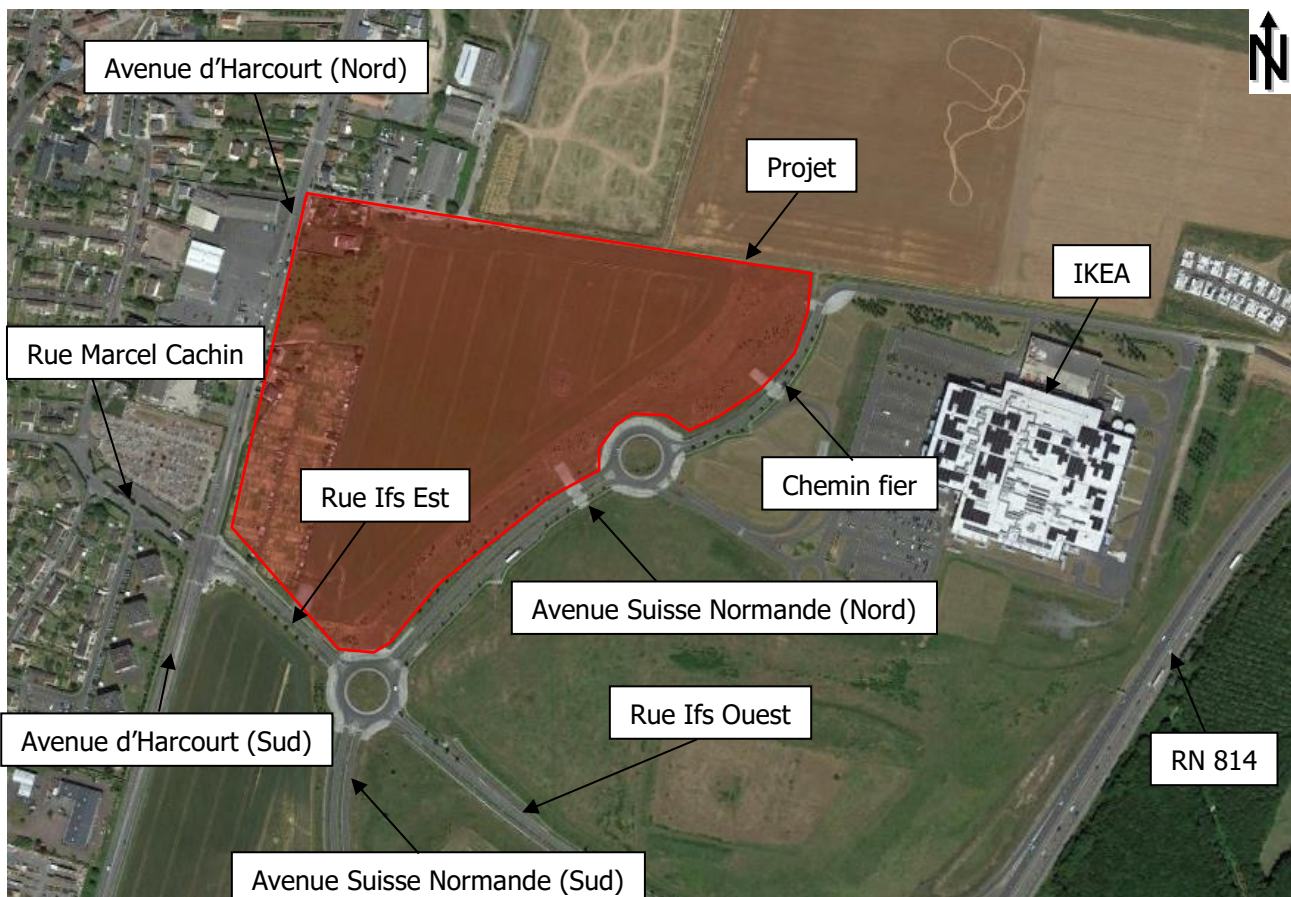 N
Avenue d'Harcourt (Nord)
Projet
IKEA
Rue Marcel Cachin
Rue Ifs Est
Chemin fier
Avenue Suisse Normande (Nord)
Rue Ifs Ouest
Avenue d'Harcourt (Sud)
RN 814
Avenue Suisse Normande (Sud)